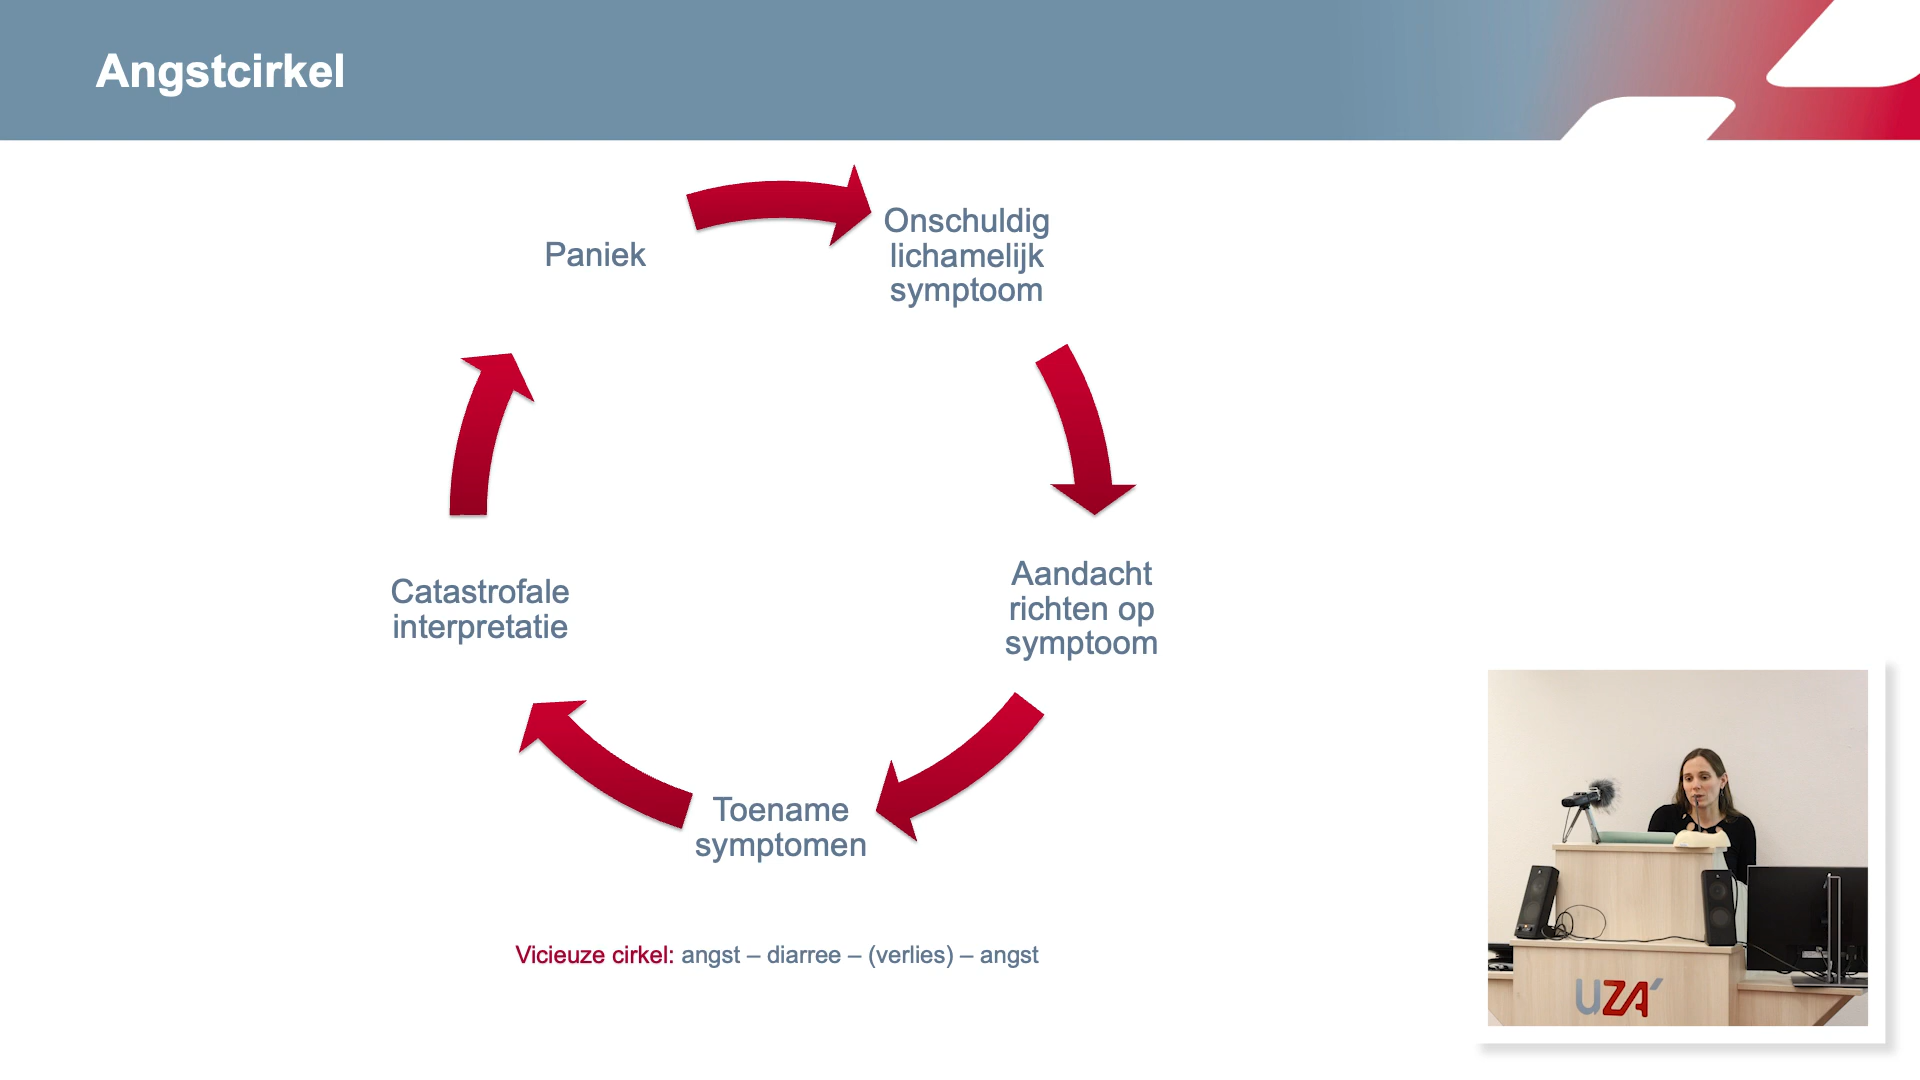 Angstcirkel
Paniek
Onschuldig
lichamelijk
symptoom
Aandacht
richten op
symptoom
Toename
symptomen
Catastrofale
interpretatie
Vicieuze cirkel: angst – diarree – (verlies) – angst
UZA'